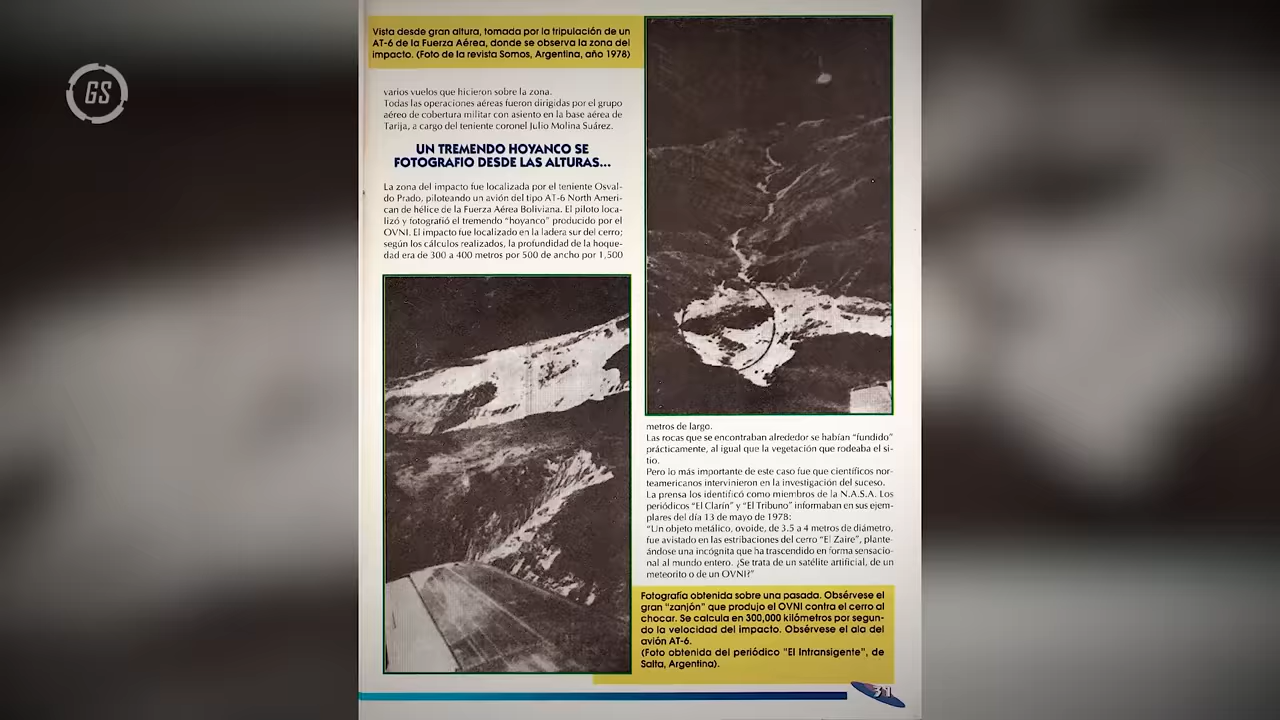 GS
Vista desde gran altura, tomada por la tripulación de un
AT-6 de la Fuerza Aérea, donde se observa la zona del
impacto. (Foto de la revista Somos, Argentina, año 1978)
varios vuelos que hicieron sobre la zona.
Todas las operaciones aéreas fueron dirigidas por el grupo
aéreo de cobertura militar con asiento en la base aérea de
Tarija, a cargo del teniente coronel Julio Molina Suárez.
UN TREMENDO HOYANCO SE
FOTOGRAFIO DESDE LAS ALTURAS...
La zona del impacto fue localizada por el teniente Osval-
do Prado, piloteando un avión del tipo AT-6 North Ameri-
can de hélice de la Fuerza Aérea Boliviana. El piloto loca-
lizó y fotografió el tremendo "hoyanco" producido por el
OVNI. El impacto fue localizado en la ladera sur del cerro;
según los cálculos realizados, la profundidad de la hoque-
dad era de 300 a 400 metros por 500 de ancho por 1,500
metros de largo.
Las rocas que se encontraban alrededor se habían "fundido"
prácticamente, al igual que la vegetación que rodeaba el si-
tio.
Pero lo más importante de este caso fue que científicos nor-
teamericanos intervinieron en la investigación del suceso.
La prensa los identificó como miembros de la N.A.S.A. Los
periódicos "El Clarín" y "El Tribuno" informaban en sus ejem-
plares del día 13 de mayo de 1978:
"Un objeto metálico, ovoide, de 3.5 a 4 metros de diámetro,
fue avistado en las estribaciones del cerro "El Zaire", plante-
ándose una incógnita que ha trascendido en forma sensacio-
nal al mundo entero. ¿Se trata de un satélite artificial, de un
meteorito o de un OVNI?"
Fotografía obtenida sobre una pasada. Obsérvese el
gran "zanjón" que produjo el OVNI contra el cerro al
chocar. Se calcula en 300,000 kilómetros por segun-
do la velocidad del impacto. Obsérvese el ala del
avión AT-6.
(Foto obtenida del periódico "El Intransigente", de
Salta, Argentina).
31